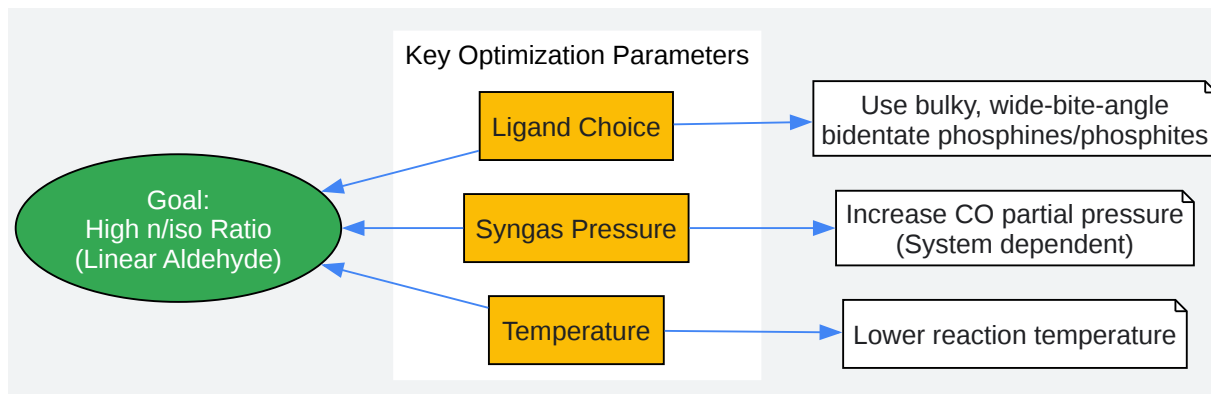 Key Optimization Parameters
Goal:
High n/iso Ratio
(Linear Aldehyde)
Ligand Choice
Use bulky, wide-bite-angle
bidentate phosphines/phosphites
Syngas Pressure
Increase CO partial pressure
(System dependent)
Temperature
Lower reaction temperature